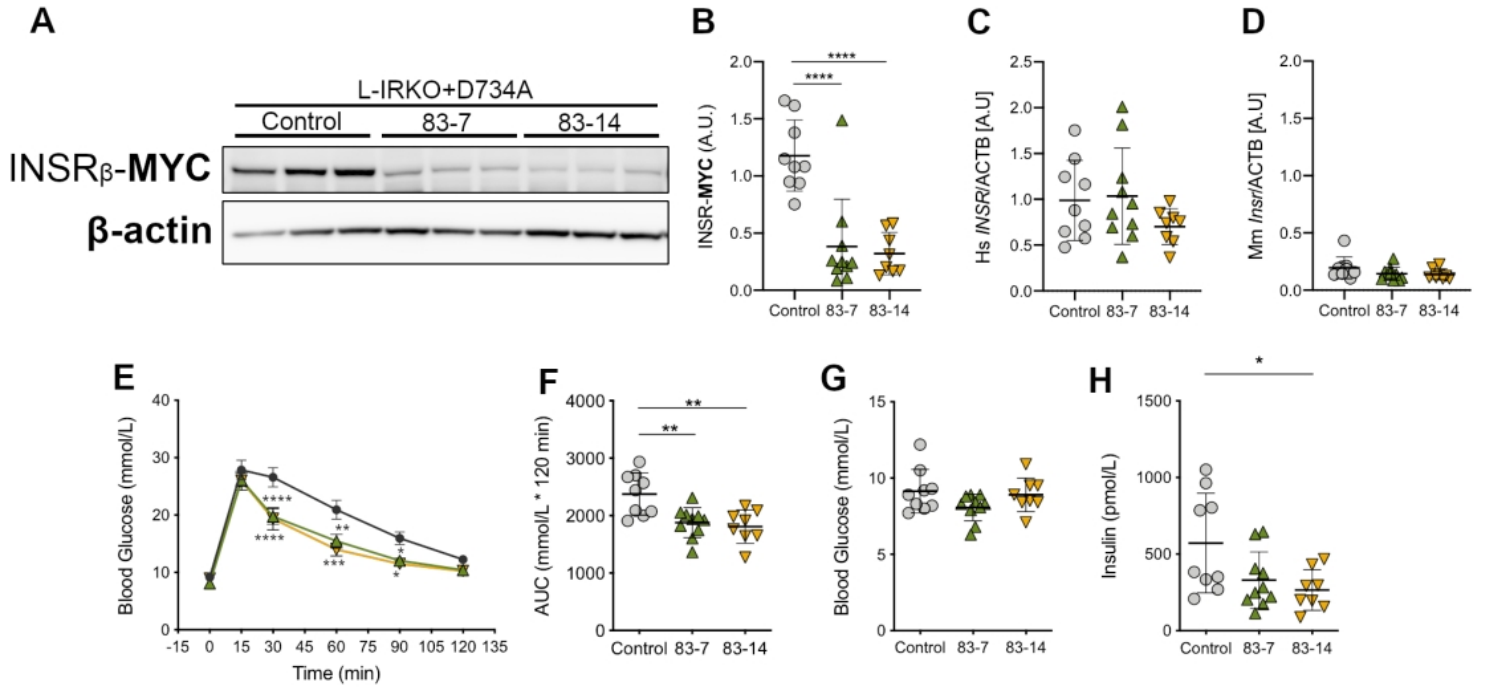 A
L-IRKO+D734A
Control 83-7 83-14
INSRβ-MYC
β-actin
B
INSR-MYC (A.U.)
2.0
1.5
1.0
0.5
0.0
****
****
Control 83-7 83-14
C
Hs INSR/ACTB [A.U]
2.5
2.0
1.5
1.0
0.5
0.0
Control 83-7 83-14
D
Mm Insr/ACTB [A.U]
2.0
1.5
1.0
0.5
0.0
Control 83-7 83-14
E
Blood Glucose (mmol/L)
40
30
20
10
0
****
****
**
***
*
*
-15 0 15 30 45 60 75 90 105 120 135
Time (min)
F
AUC (mmol/L * 120 min)
4000
3000
2000
1000
0
**
**
Control 83-7 83-14
G
Blood Glucose (mmol/L)
15
10
5
0
Control 83-7 83-14
H
Insulin (pmol/L)
1500
1000
500
0
*
Control 83-7 83-14